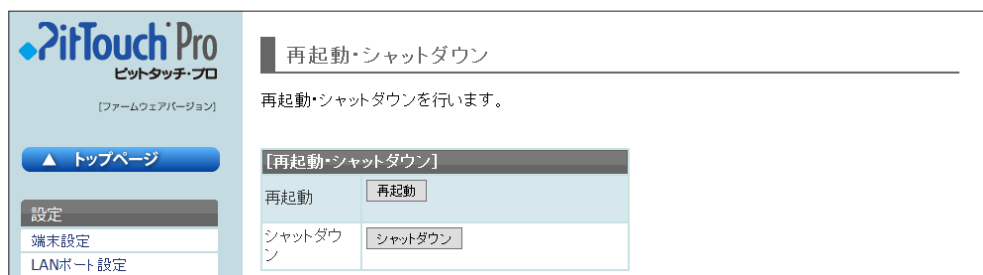 PitTouch Pro
ピットタッチ・プロ
[ファームウェアバージョン]
▲ トップページ
設定
端末設定
LANポート設定
再起動・シャットダウン
再起動・シャットダウンを行います。
[再起動・シャットダウン]
再起動 再起動
シャットダウ
ン シャットダウン